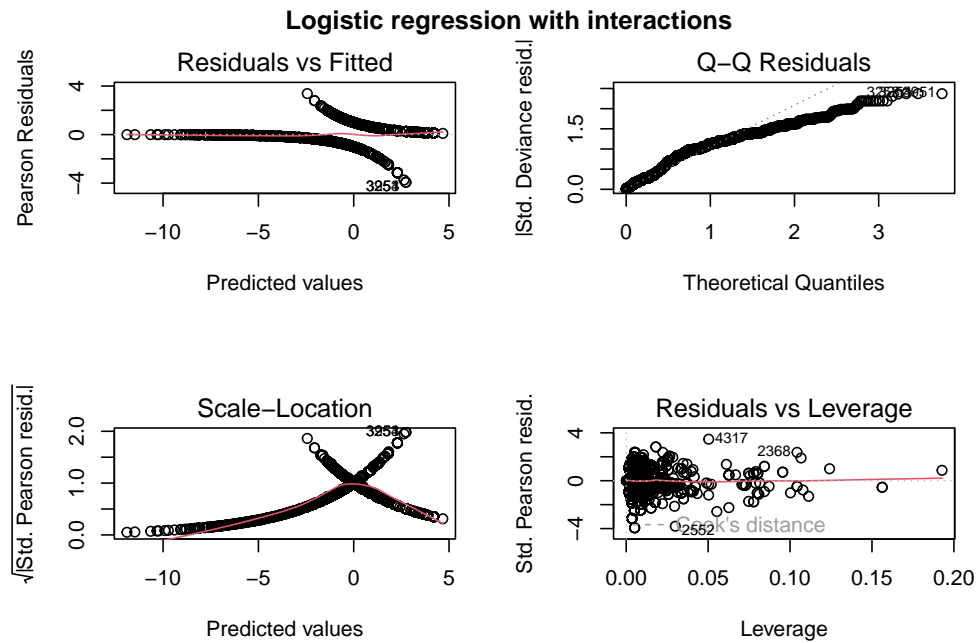 Logistic regression with interactions
Residuals vs Fitted
Pearson Residuals
4
0
−4
−10
−5
0
5
Predicted values
Q−Q Residuals
|Std. Deviance resid.|
1.5
0.0
0
1
2
3
Theoretical Quantiles
Scale−Location
√|Std. Pearson resid.|
2.0
1.0
0.0
−10
−5
0
5
Predicted values
Residuals vs Leverage
Std. Pearson resid.
4
0
−4
4317
2368
2552
Cook's distance
0.00
0.05
0.10
0.15
0.20
Leverage